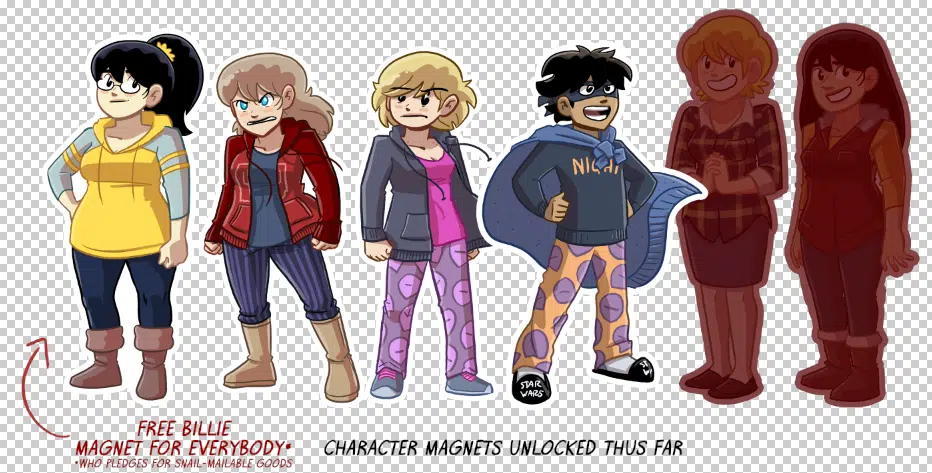 NIGHT
STAR
WARS
FREE BILLIE
MAGNET FOR EVERYBODY*
*WHO PLEDGES FOR SNAIL-MAILABLE GOODS
CHARACTER MAGNETS UNLOCKED THUS FAR